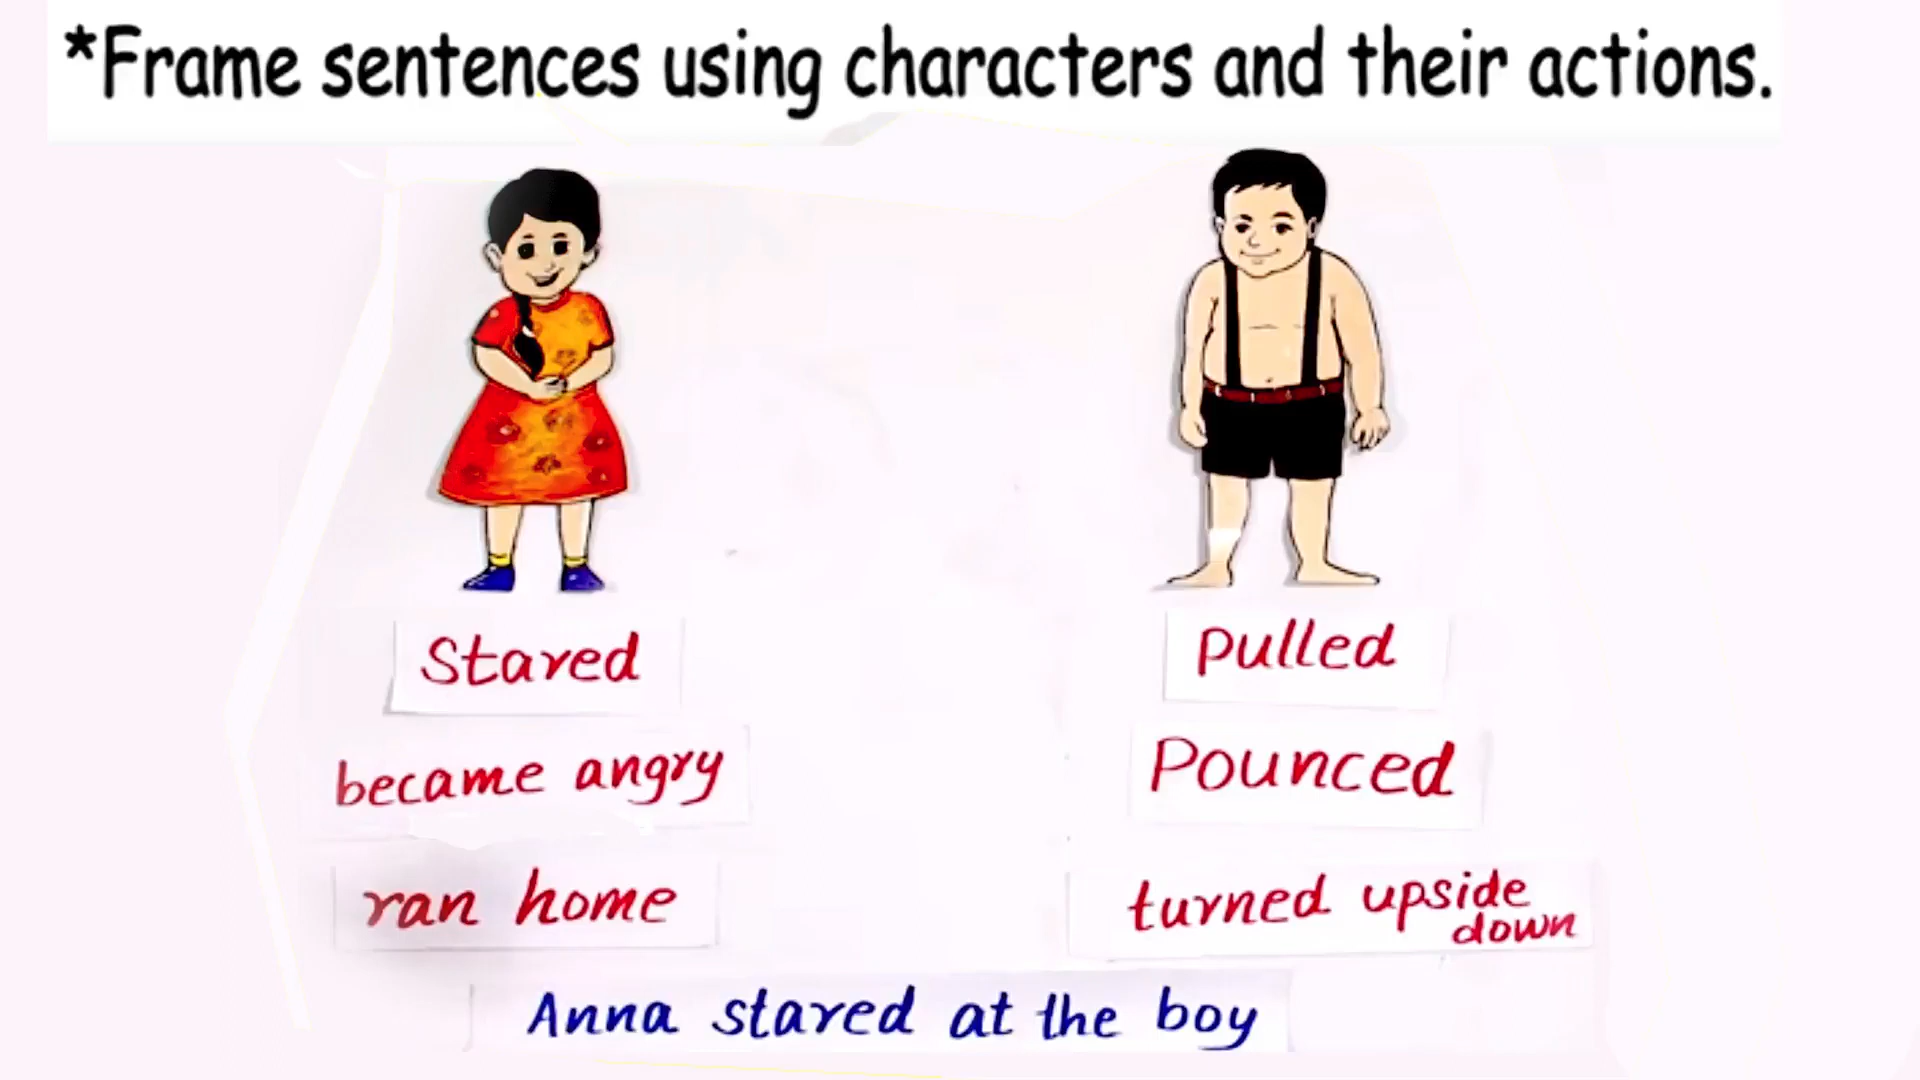 *Frame sentences using characters and their actions.
Stared
became angry
ran home
pulled
Pounced
turned upside
down
Anna stared at the boy